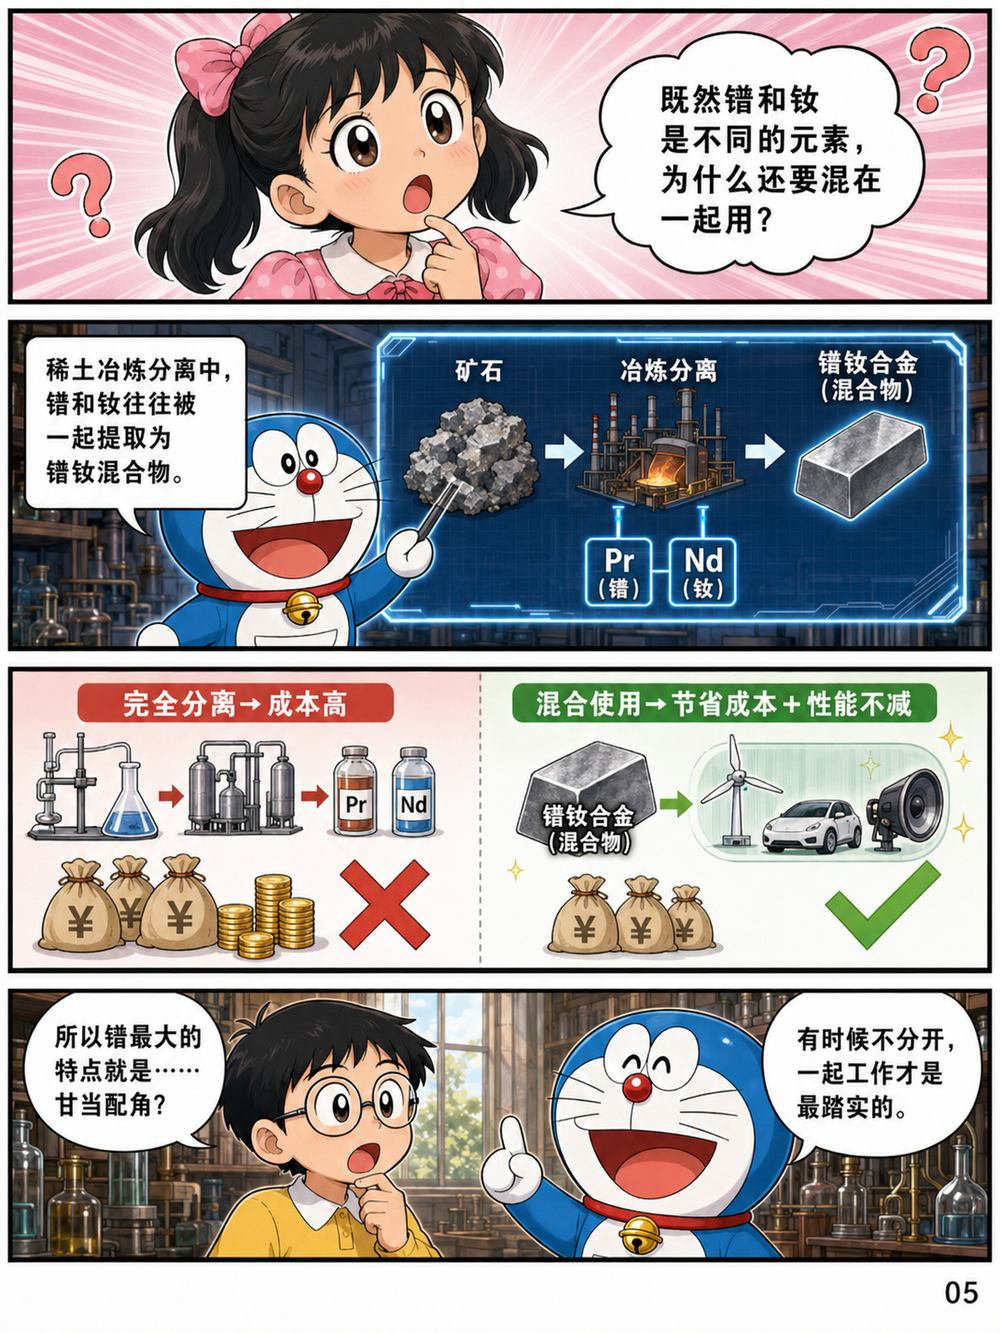 既然镨和钕
是不同的元素，
为什么还要混在
一起用？
稀土冶炼分离中，
镨和钕往往被
一起提取为
镨钕混合物。
矿石
冶炼分离
镨钕合金
（混合物）
Pr
（镨）
Nd
（钕）
完全分离→成本高
Pr
Nd
¥
¥
¥
混合使用→节省成本＋性能不减
镨钕合金
（混合物）
¥
¥
¥
所以镨最大的
特点就是……
甘当配角？
有时候不分开，
一起工作才是
最踏实的。
05